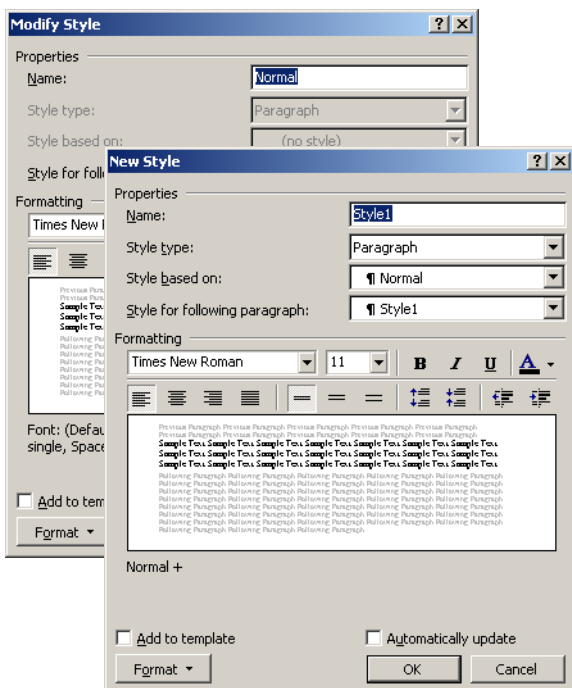 Modify Style
Properties
Name:
Normal
Style type:
Paragraph
Style based on:
(no style)
Style for foll
Formatting
Times New
Font: (Defau
single, Space
Add to tem
Format
New Style
Properties
Name:
Style1
Style type:
Paragraph
Style based on:
¶ Normal
Style for following paragraph:
¶ Style1
Formatting
Times New Roman
11
B I U A
Previous Paragraph Previous Paragraph Previous Paragraph Previous Paragraph Previous Paragraph
Previous Paragraph Previous Paragraph Previous Paragraph Previous Paragraph Previous Paragraph
Sample Text Sample Text Sample Text Sample Text Sample Text Sample Text Sample Text
Sample Text Sample Text Sample Text Sample Text Sample Text Sample Text Sample Text
Sample Text Sample Text Sample Text Sample Text Sample Text Sample Text Sample Text
Normal +
Add to template
Automatically update
Format
OK
Cancel